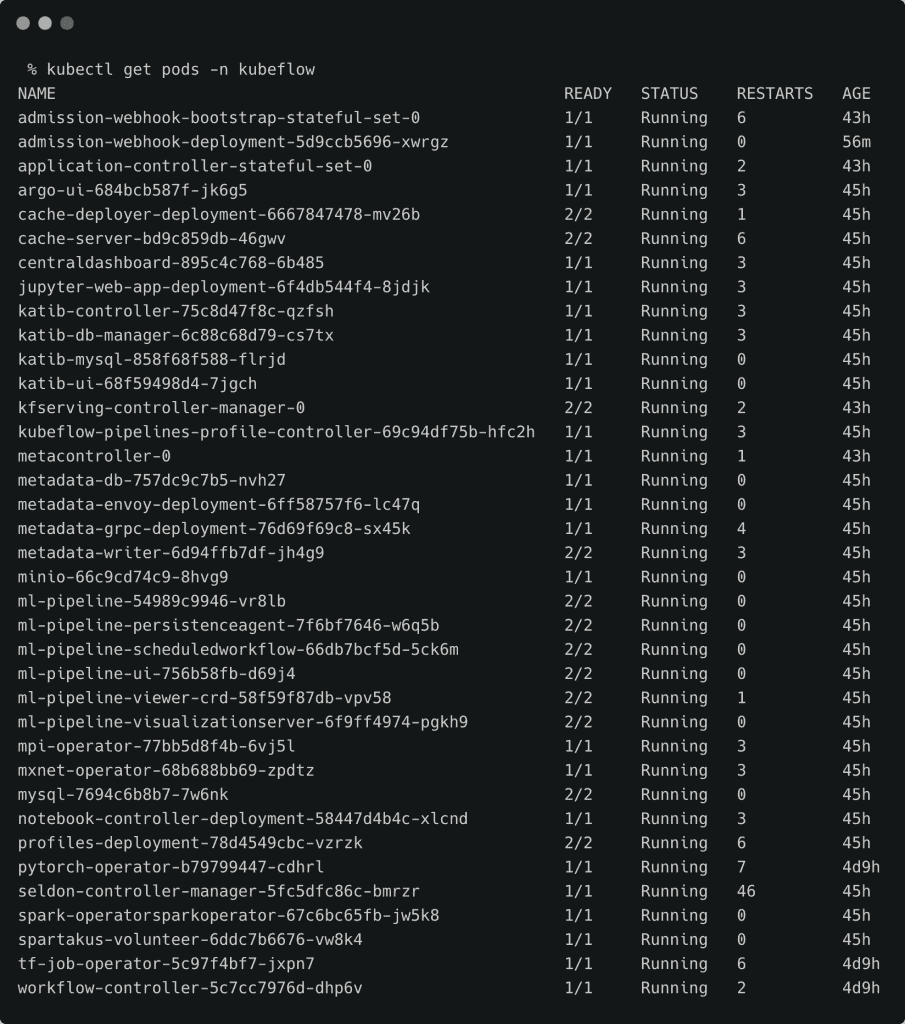 % kubectl get pods -n kubeflow
NAME READY STATUS RESTARTS AGE
admission-webhook-bootstrap-stateful-set-0 1/1 Running 6 43h
admission-webhook-deployment-5d9ccb5696-xwrgz 1/1 Running 0 56m
application-controller-stateful-set-0 1/1 Running 2 43h
argo-ui-684bcb587f-jk6g5 1/1 Running 3 45h
cache-deployer-deployment-6667847478-mv26b 2/2 Running 1 45h
cache-server-bd9c859db-46gwv 2/2 Running 6 45h
centraldashboard-895c4c768-6b485 1/1 Running 3 45h
jupyter-web-app-deployment-6f4db544f4-8jdjk 1/1 Running 3 45h
katib-controller-75c8d47f8c-qzfsh 1/1 Running 3 45h
katib-db-manager-6c88c68d79-cs7tx 1/1 Running 3 45h
katib-mysql-858f68f588-flrjd 1/1 Running 0 45h
katib-ui-68f59498d4-7jgch 1/1 Running 0 45h
kfserving-controller-manager-0 2/2 Running 2 43h
kubeflow-pipelines-profile-controller-69c94df75b-hfc2h 1/1 Running 3 45h
metacontroller-0 1/1 Running 1 43h
metadata-db-757dc9c7b5-nvh27 1/1 Running 0 45h
metadata-envoy-deployment-6ff58757f6-lc47q 1/1 Running 0 45h
metadata-grpc-deployment-76d69f69c8-sx45k 1/1 Running 4 45h
metadata-writer-6d94ffb7df-jh4g9 2/2 Running 3 45h
minio-66c9cd74c9-8hvg9 1/1 Running 0 45h
ml-pipeline-54989c9946-vr8lb 2/2 Running 0 45h
ml-pipeline-persistenceagent-7f6bf7646-w6q5b 2/2 Running 0 45h
ml-pipeline-scheduledworkflow-66db7bcf5d-5ck6m 2/2 Running 0 45h
ml-pipeline-ui-756b58fb-d69j4 2/2 Running 0 45h
ml-pipeline-viewer-crd-58f59f87db-vpv58 2/2 Running 1 45h
ml-pipeline-visualizationserver-6f9ff4974-pgkh9 2/2 Running 0 45h
mpi-operator-77bb5d8f4b-6vj5l 1/1 Running 3 45h
mxnet-operator-68b688bb69-zpdtz 1/1 Running 3 45h
mysql-7694c6b8b7-7w6nk 2/2 Running 0 45h
notebook-controller-deployment-58447d4b4c-xlcnd 1/1 Running 3 45h
profiles-deployment-78d4549cbc-vzrzk 2/2 Running 6 45h
pytorch-operator-b79799447-cdhrl 1/1 Running 7 4d9h
seldon-controller-manager-5fc5dfc86c-bmrzr 1/1 Running 46 45h
spark-operatorsparkoperator-67c6bc65fb-jw5k8 1/1 Running 0 45h
spartakus-volunteer-6ddc7b6676-vw8k4 1/1 Running 0 45h
tf-job-operator-5c97f4bf7-jxpn7 1/1 Running 6 4d9h
workflow-controller-5c7cc7976d-dhp6v 1/1 Running 2 4d9h